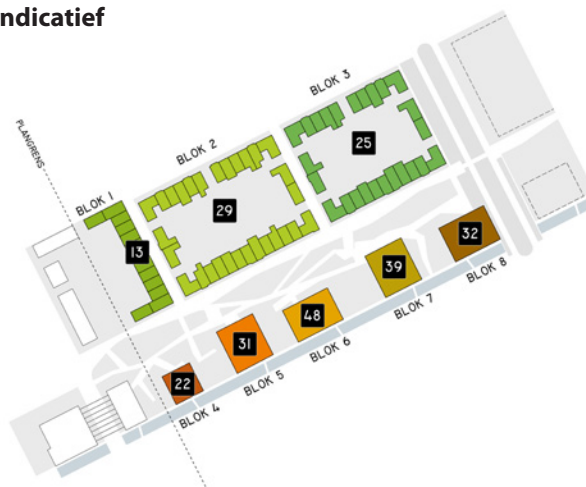 ndicatief
BLOK 3
PLANGRENS
BLOK 2
25
BLOK 1
29
13
32
39
BLOK 8
48
BLOK 7
31
BLOK 6
22
BLOK 5
BLOK 4